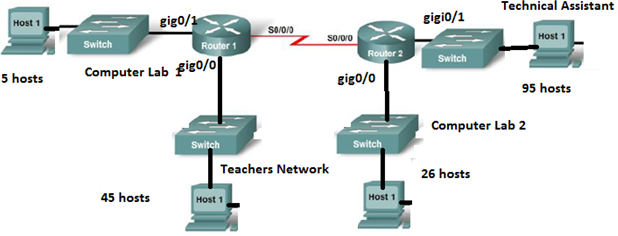 Technical Assistant
Host 1
gig0/1
gigi0/1
Host 1
S0/0/0
Switch
Router 1
S0/0/0
Router 2
Switch
5 hosts
Computer Lab 1
gig0/0
gig0/0
95 hosts
Switch
Switch
Computer Lab 2
Teachers Network
26 hosts
45 hosts
Host 1
Host 1